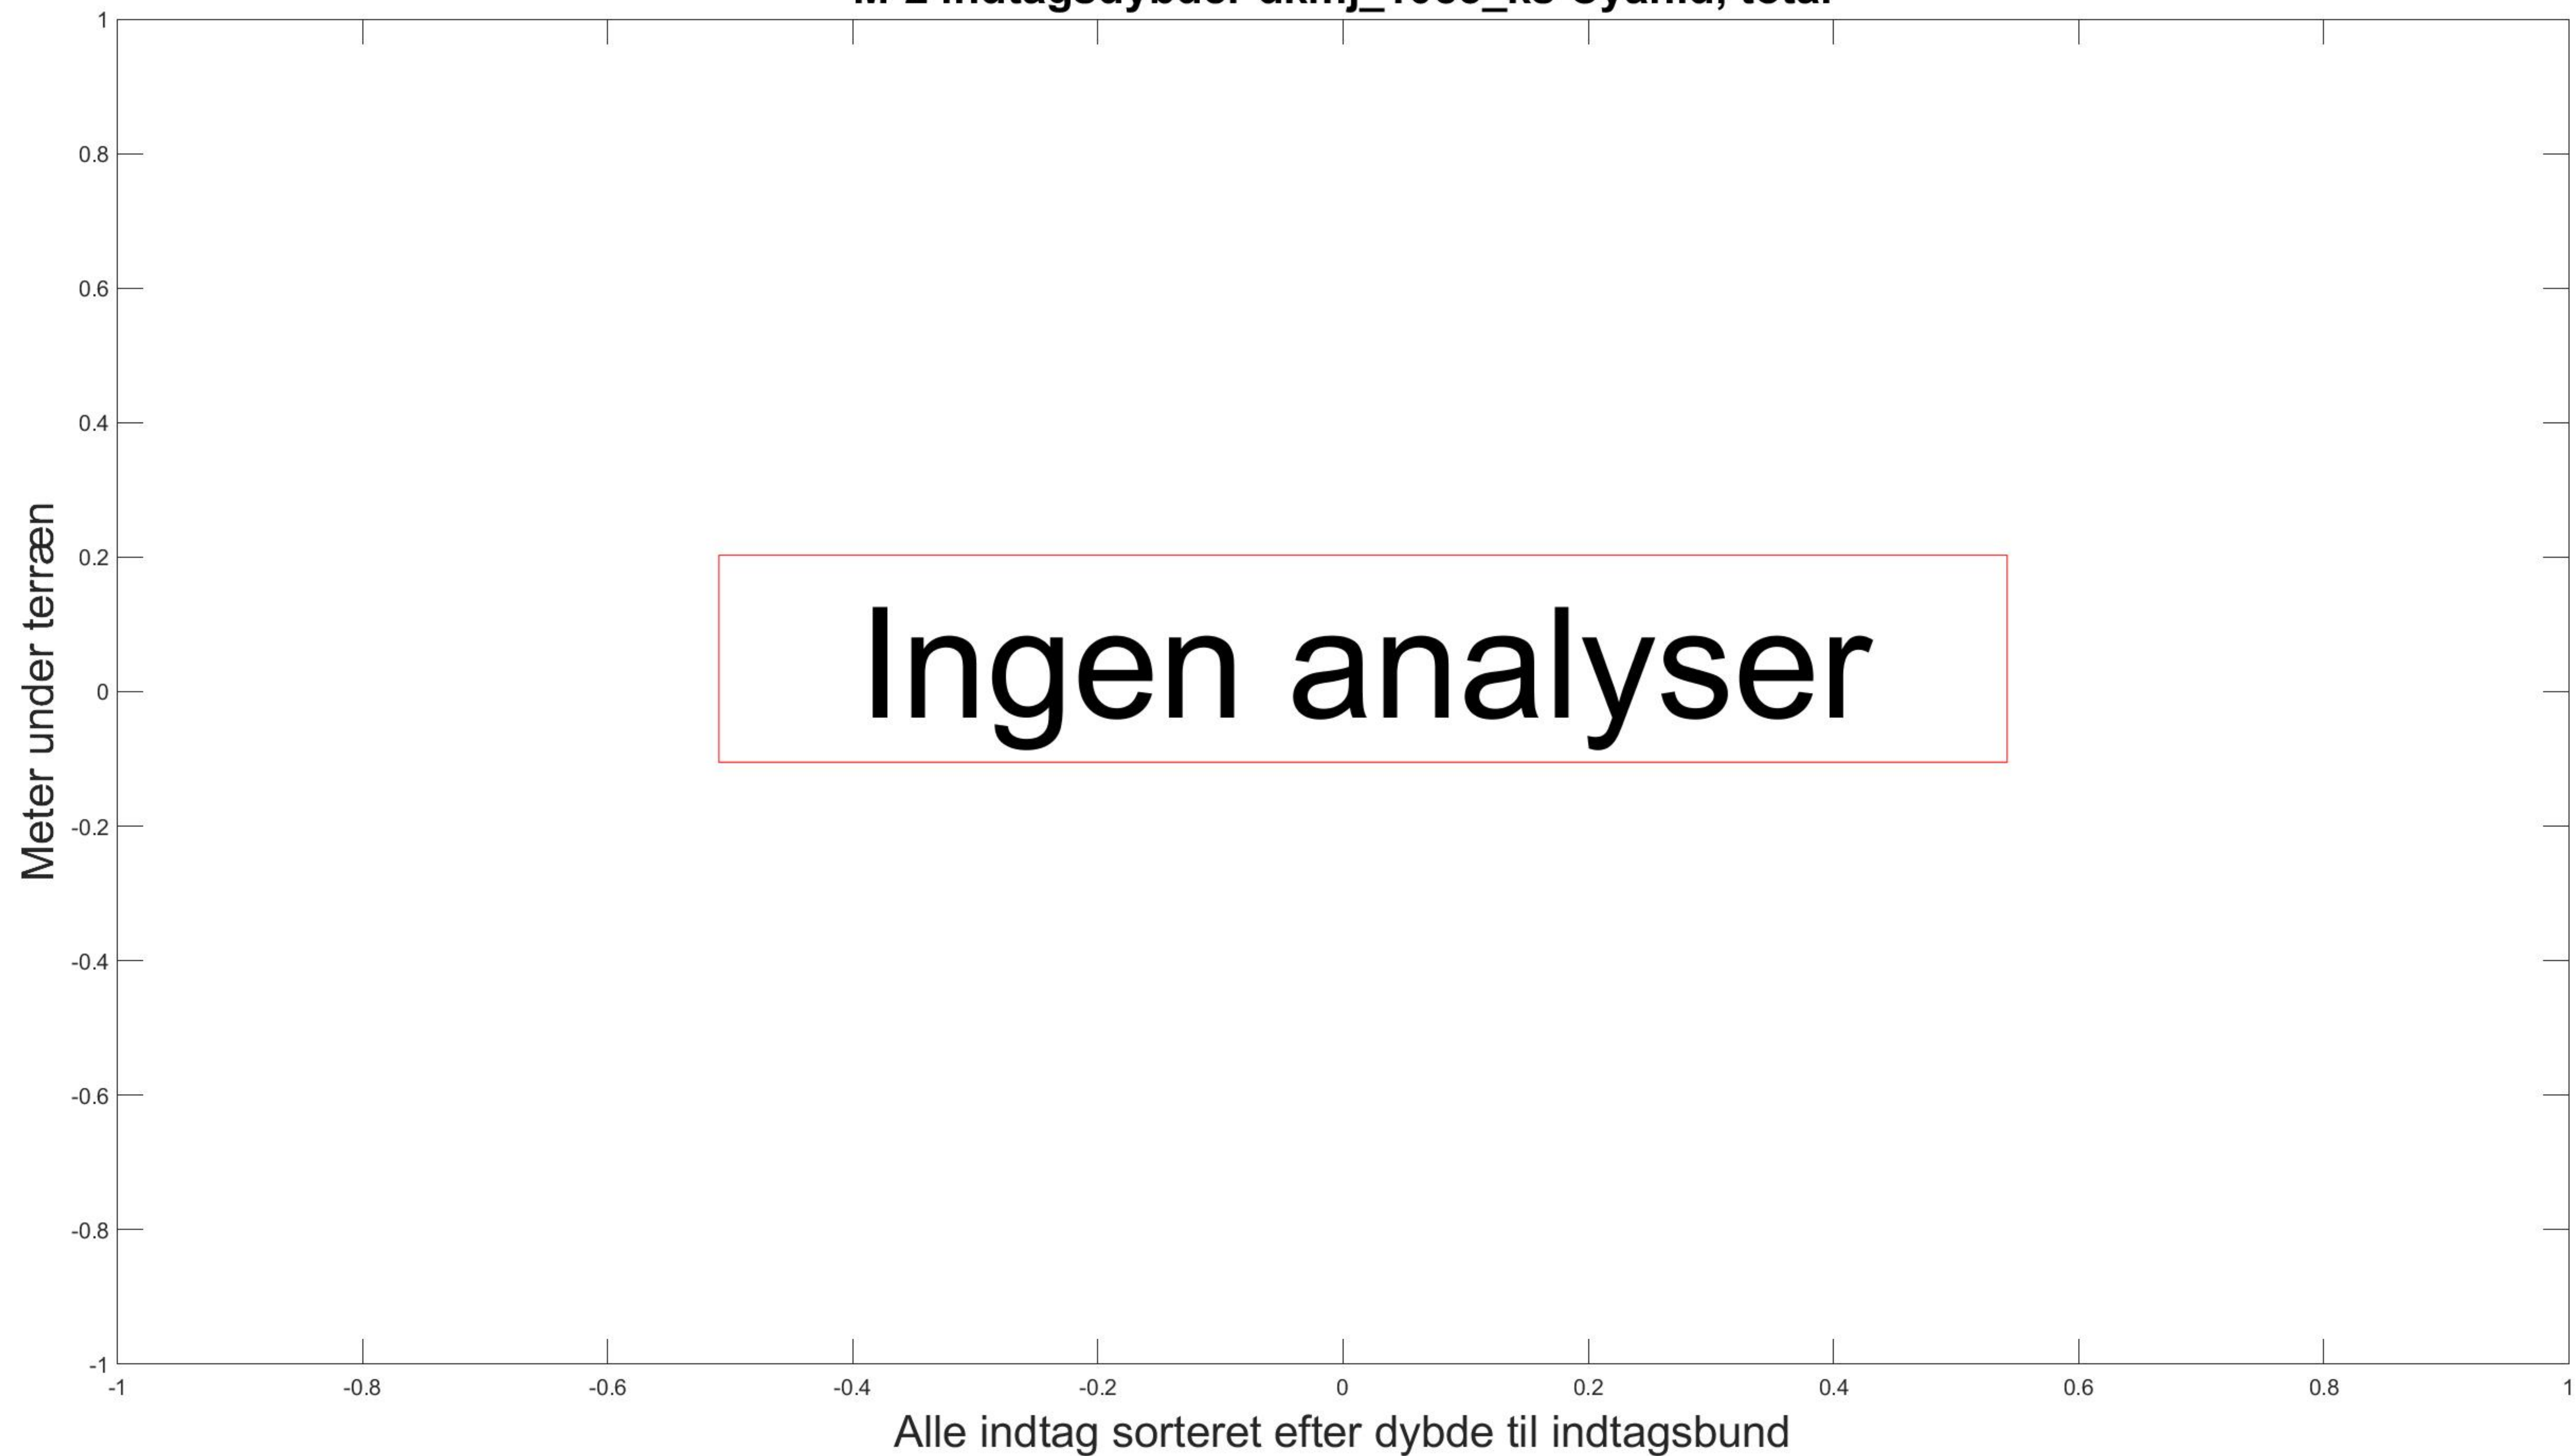 Cyanid, total
1
0.8
0.6
0.4
0.2
0
-0.2
-0.4
-0.6
-0.8
-1
Meter under terræn
Ingen analyser
-1 -0.8 -0.6 -0.4 -0.2 0 0.2 0.4 0.6 0.8 1
Alle indtag sorteret efter dybde til indtagsbund